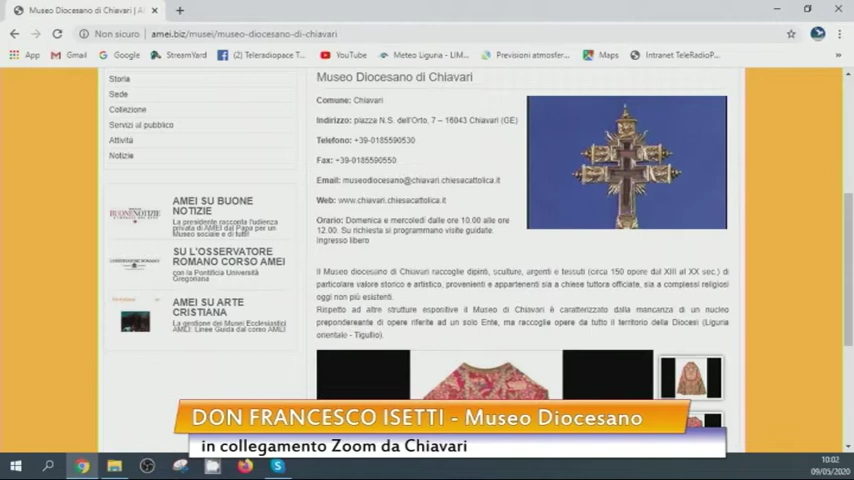 Museo Diocesano di Chiavari | A
Non sicuro | amei.biz/musei/museo-diocesano-di-chiavari
App
Gmail
Google
StreamYard
(2) Teleradiopace T...
YouTube
Meteo Liguria - LIM...
Previsioni atmosfer...
Maps
Intranet TeleRadioP...
Storia
Sede
Collezione
Servizi al pubblico
Attività
Notizie
AMEI SU BUONE
NOTIZIE
La presidente racconta l'udienza
privata di AMEI dal Papa per un
Museo sociale e di tutti!
SU L'OSSERVATORE
ROMANO CORSO AMEI
con la Pontificia Università
Gregoriana
AMEI SU ARTE
CRISTIANA
La gestione dei Musei Ecclesiastici
AMEI: Linee Guida dal corso AMEI
Museo Diocesano di Chiavari
Comune: Chiavari
Indirizzo: piazza N.S. dell'Orto, 7 – 16043 Chiavari (GE)
Telefono: +39-0185590530
Fax: +39-0185590550
Email: museodiocesano@chiavari.chiesacattolica.it
Web: www.chiavari.chiesacattolica.it
Orario: Domenica e mercoledì dalle ore 10.00 alle ore
12.00. Su richiesta si programmano visite guidate.
Ingresso libero
Il Museo diocesano di Chiavari raccoglie dipinti, sculture, argenti e tessuti (circa 150 opere dal XIII al XX sec.) di
particolare valore storico e artistico, provenienti e appartenenti sia a chiese tuttora officiate, sia a complessi religiosi
oggi non più esistenti.
Rispetto ad altre strutture espositive il Museo di Chiavari è caratterizzato dalla mancanza di un nucleo
preponderante di opere riferite ad un solo Ente, ma raccoglie opere da tutto il territorio della Diocesi (Liguria
orientale - Tigullio).
DON FRANCESCO ISETTI - Museo Diocesano
in collegamento Zoom da Chiavari
10:02
09/05/2020